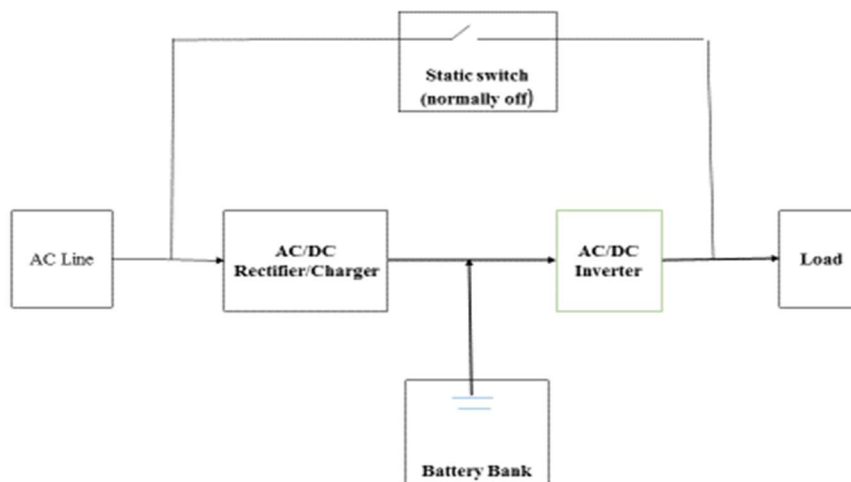 Static switch
(normally off)
AC Line
AC/DC
Rectifier/Charger
AC/DC
Inverter
Load
Battery Bank